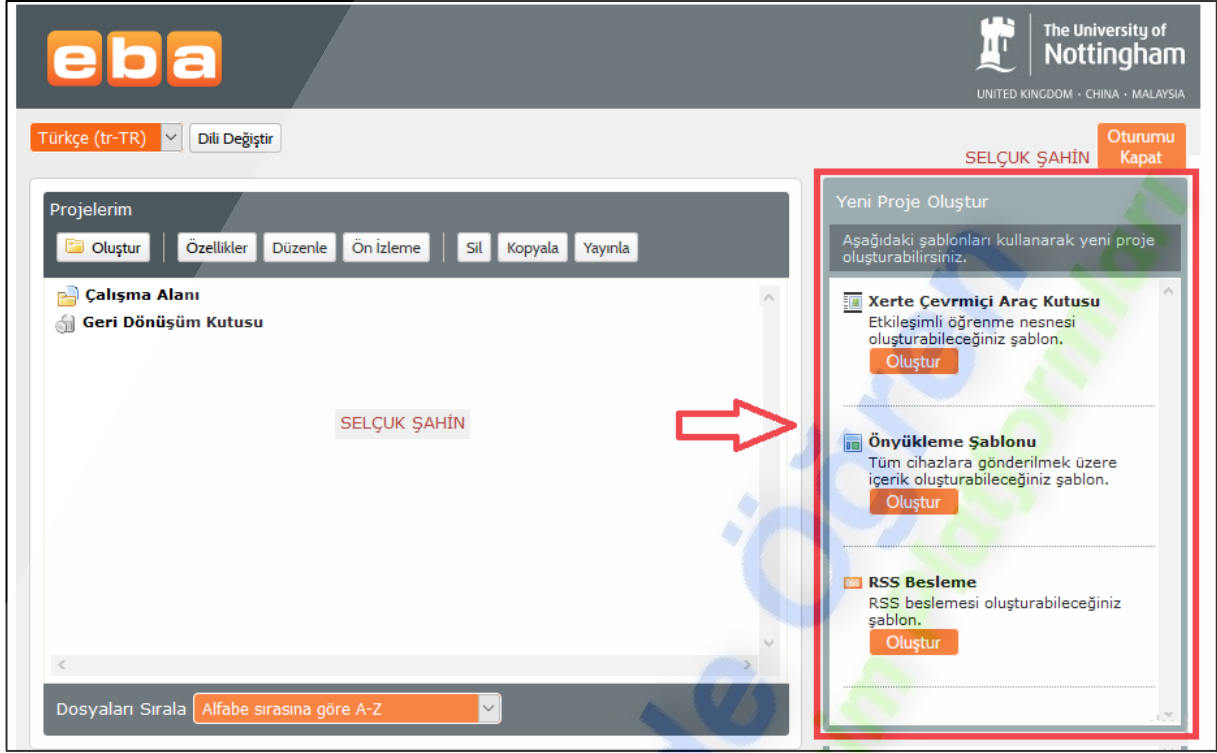 eba
The University of
Nottingham
UNITED KINGDOM · CHINA · MALAYSIA
Türkçe (tr-TR) Dili Değiştir
SELÇUK ŞAHİN
Oturumu
Kapat
Projelerim
Oluştur Özellikler Düzenle Ön İzleme Sil Kopyala Yayınla
Çalışma Alanı
Geri Dönüşüm Kutusu
SELÇUK ŞAHİN
Dosyaları Sırala Alfabe sırasına göre A-Z
Yeni Proje Oluştur
Aşağıdaki şablonları kullanarak yeni proje
oluşturabilirsiniz.
Xerte Çevrmiçi Araç Kutusu
Etkileşimli öğrenme nesnesi
oluşturabileceğiniz şablon.
Oluştur
Önyükleme Şablonu
Tüm cihazlara gönderilmek üzere
içerik oluşturabileceğiniz şablon.
Oluştur
RSS Besleme
RSS beslemesi oluşturabileceğiniz
şablon.
Oluştur